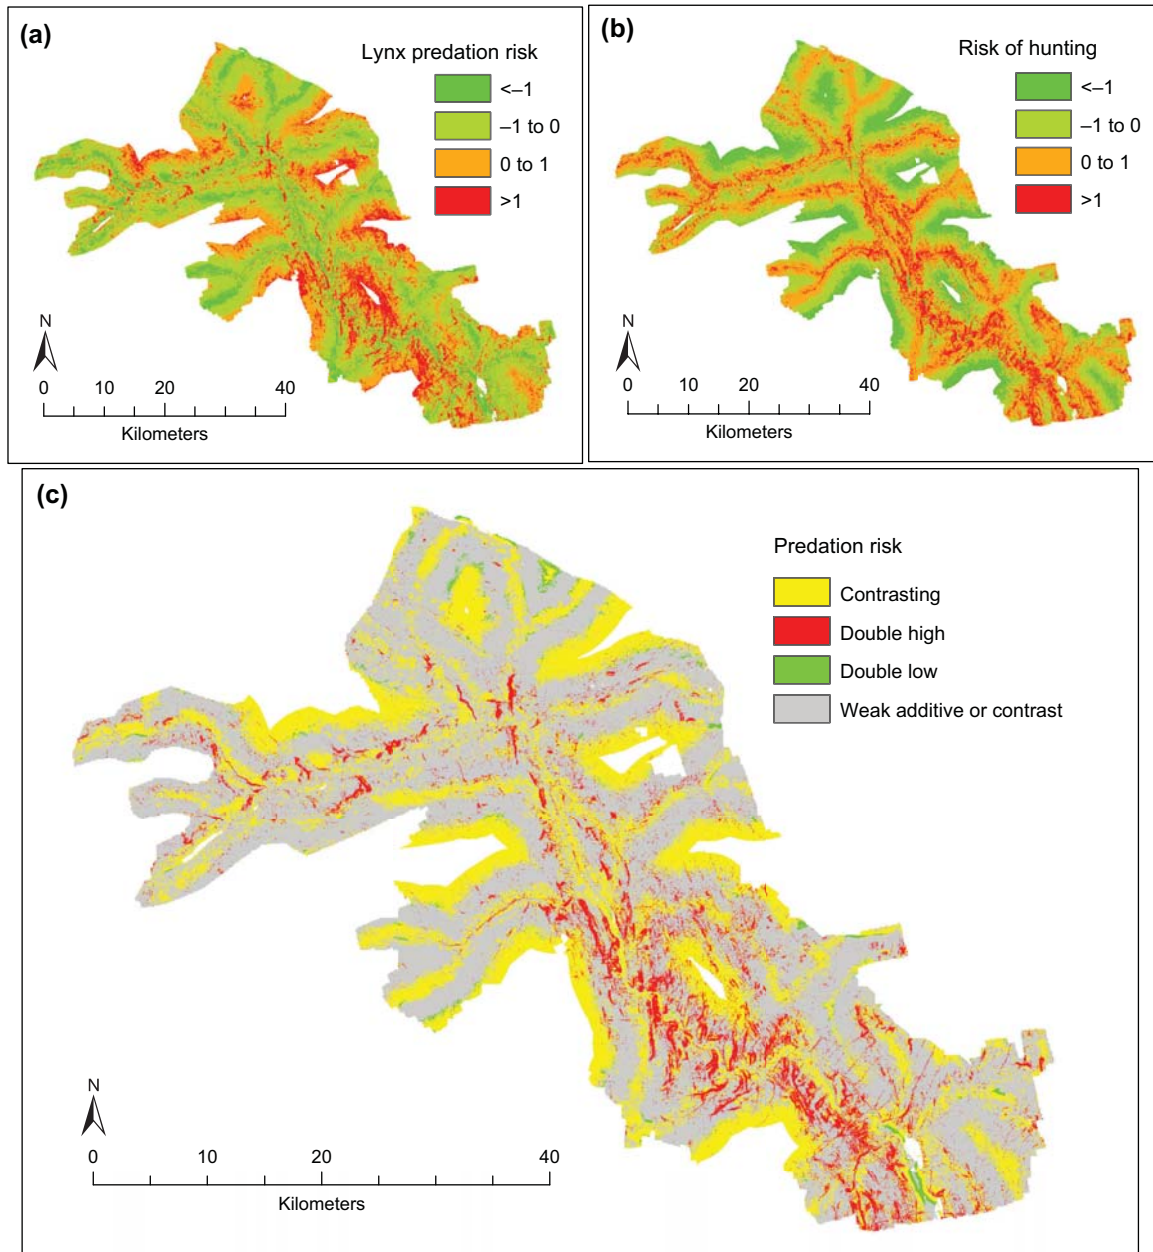 (a)
Lynx predation risk
<–1
–1 to 0
0 to 1
>1
N
0 10 20 40
Kilometers
(b)
Risk of hunting
<–1
–1 to 0
0 to 1
>1
N
0 10 20 40
Kilometers
(c)
Predation risk
Contrasting
Double high
Double low
Weak additive or contrast
N
0 10 20 40
Kilometers